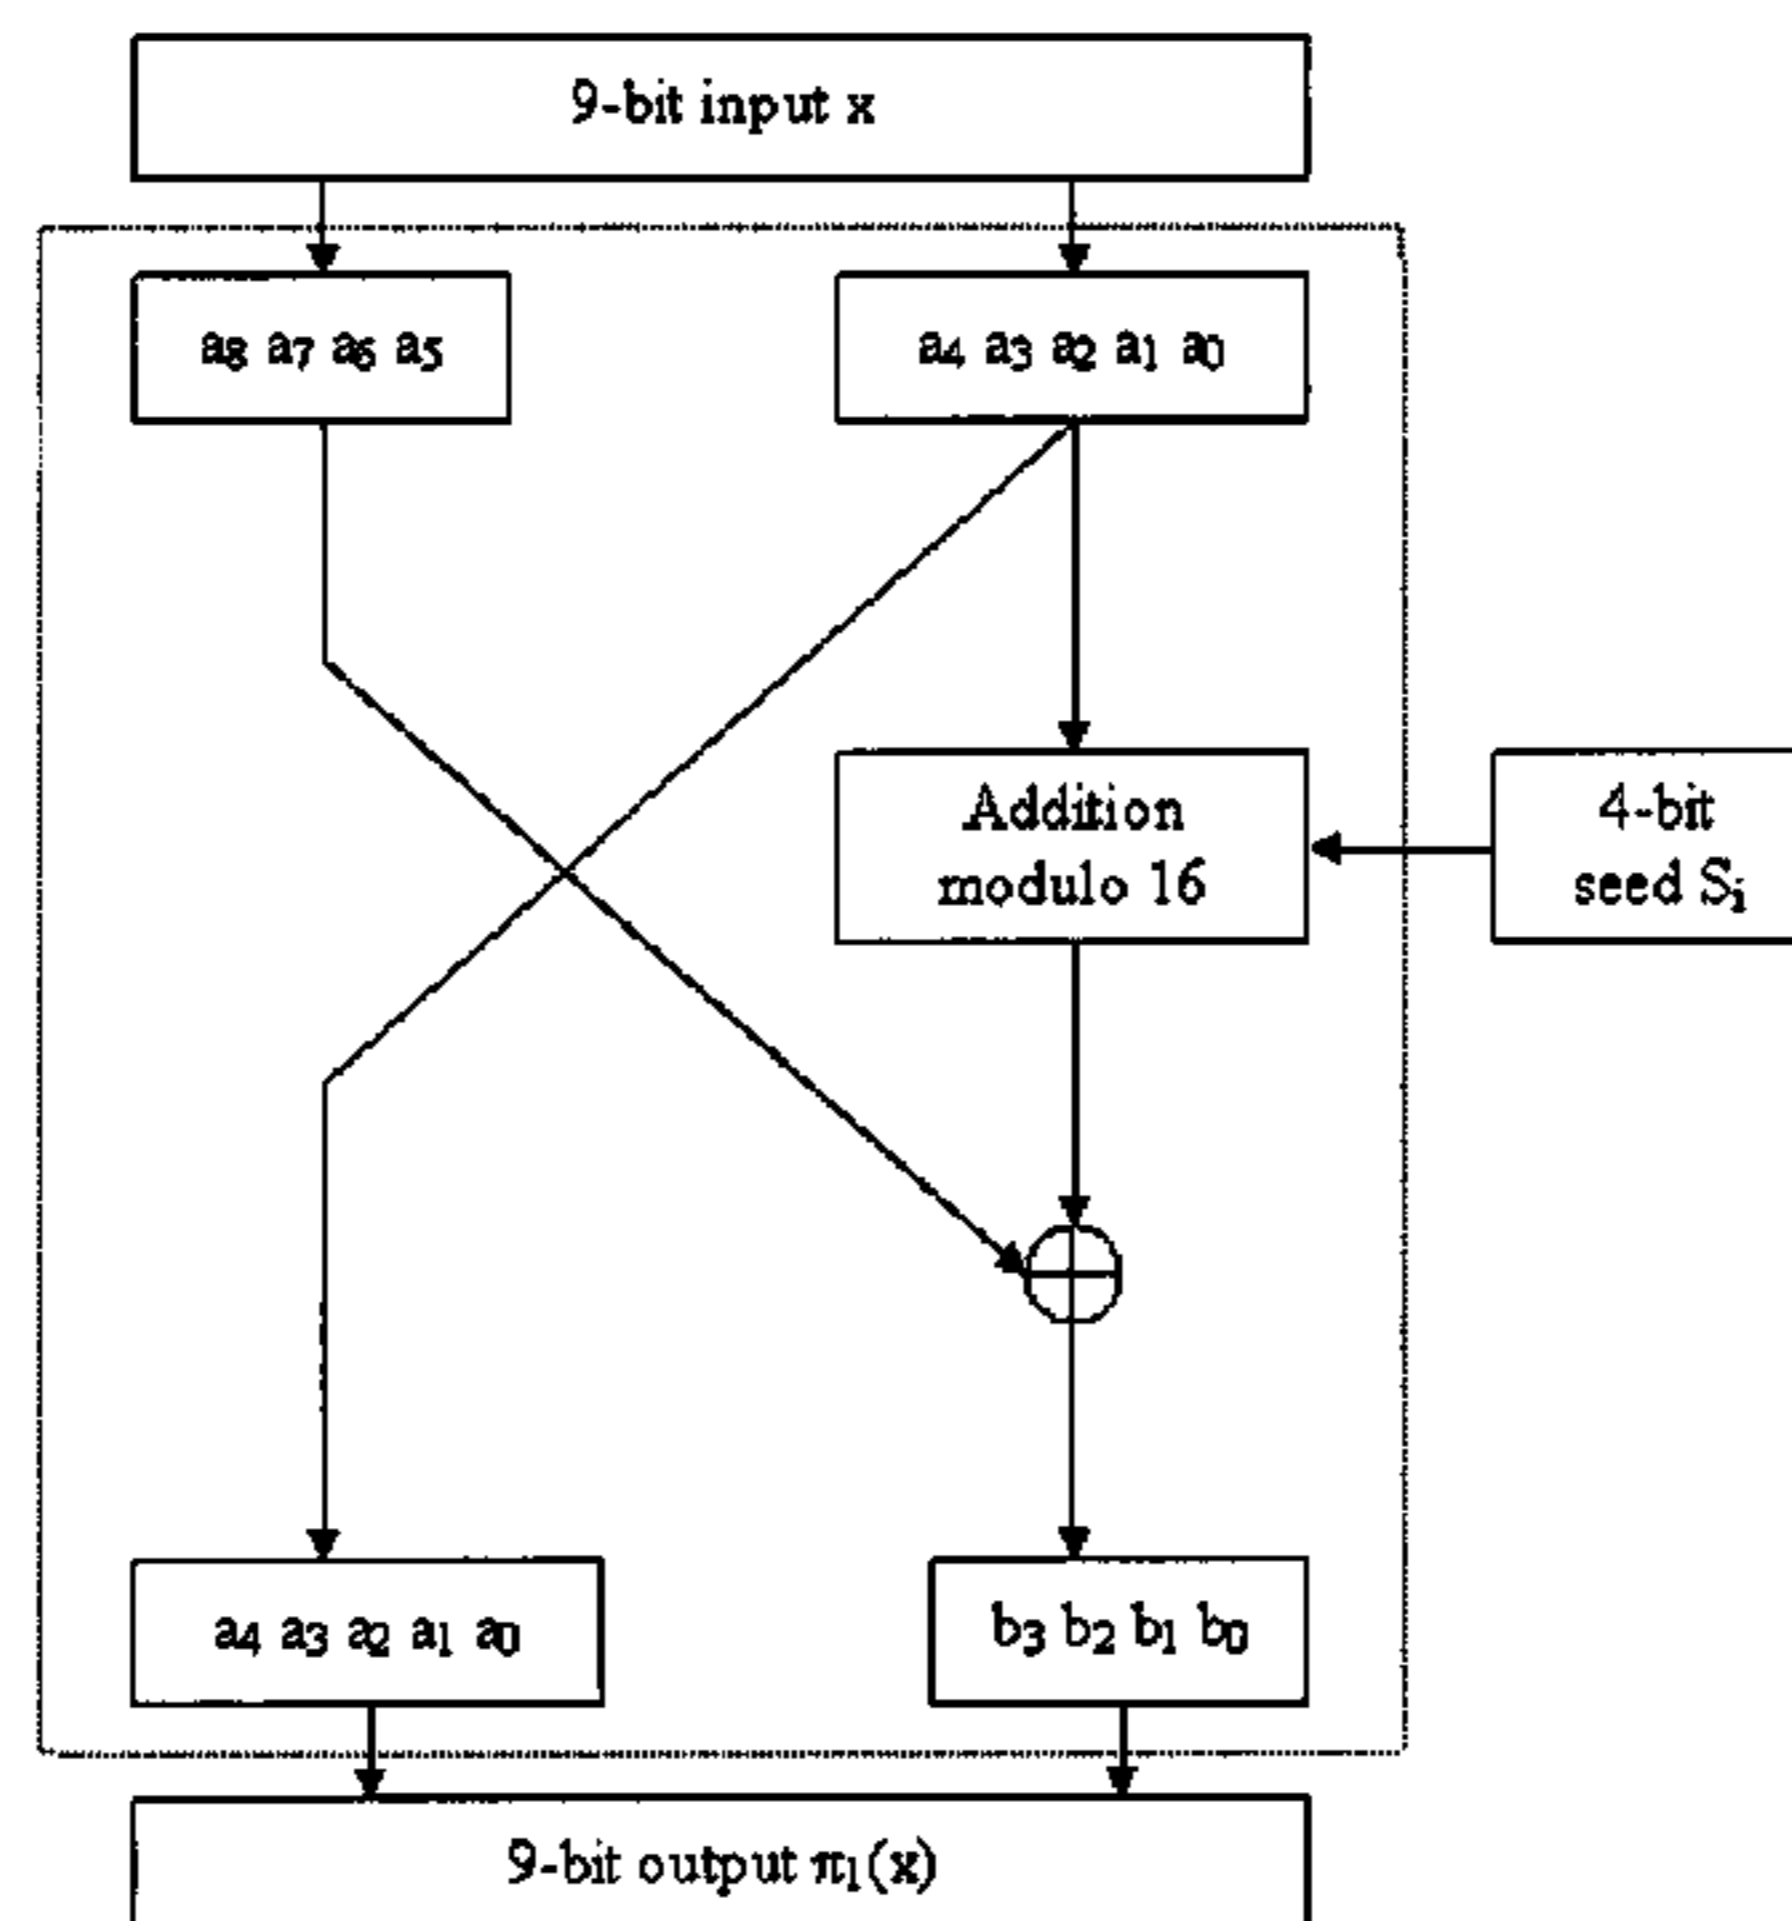 9-bit input x
a8 a7 a6 a5
a4 a3 a2 a1 a0
Addition
modulo 16
4-bit
seed Si
a4 a3 a2 a1 a0
b3 b2 b1 b0
9-bit output π1(x)